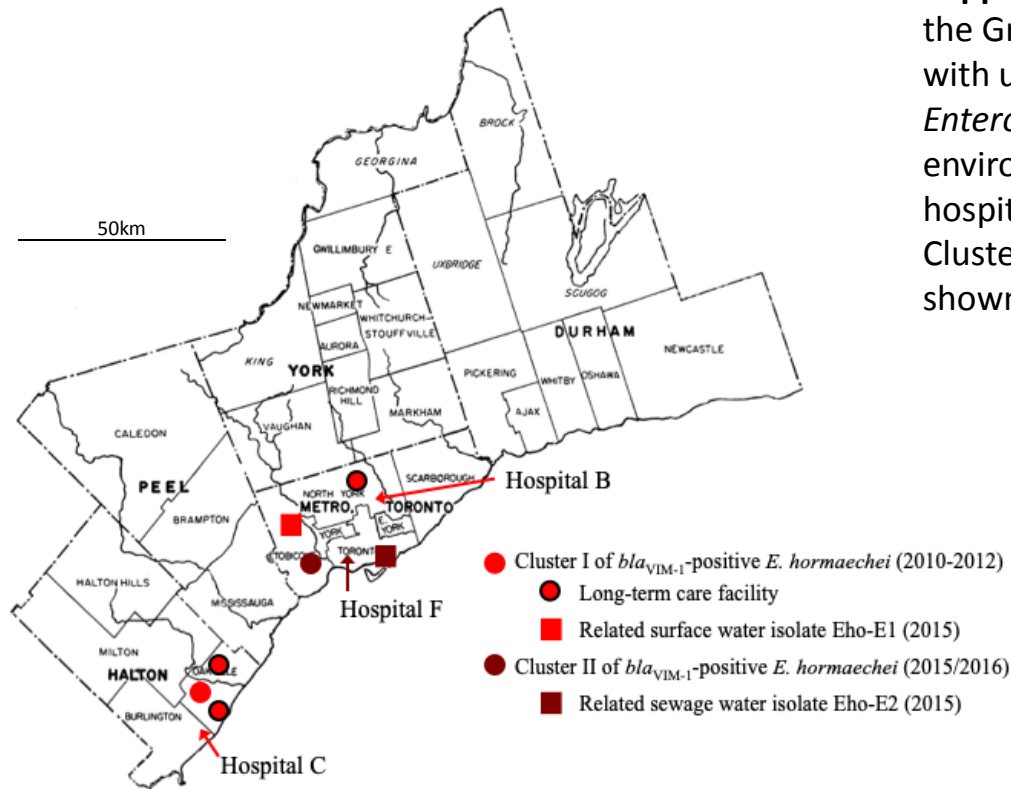 the Gr
with u
Entero
enviro
hospit
Cluste
shown
BROCK
GEORGINA
50km
GWILLIMBURY E
UXBRIDGE
SCUGOG
NEWMARKET
WHITCHURCH-
STOUFFVILLE
AURORA
DURHAM
NEWCASTLE
KING
YORK
PICKERING
WHITBY
OSHAWA
RICHMOND
HILL
AJAX
MARKHAM
VAUGHAN
CALEDON
SCARBOROUGH
PEEL
NORTH YORK
Hospital B
METRO. TORONTO
BRAMPTON
YORK
E. YORK
ETOBICO
TORONT
Cluster I of blaVIM-1-positive E. hormaechei (2010-2012)
HALTON HILLS
Long-term care facility
MISSISSAUGA
Hospital F
Related surface water isolate Eho-E1 (2015)
MILTON
Cluster II of blaVIM-1-positive E. hormaechei (2015/2016)
HALTON
OAKVILLE
Related sewage water isolate Eho-E2 (2015)
BURLINGTON
Hospital C